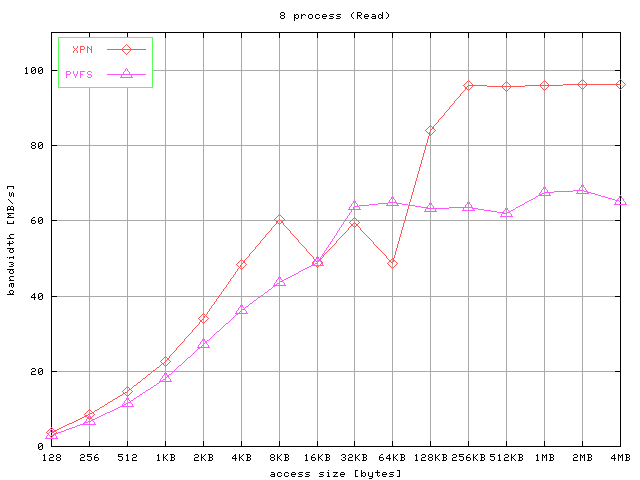 8 process (Read)
XPN
PVFS
100
80
60
40
20
0
bandwidth [MB/s]
128 256 512 1KB 2KB 4KB 8KB 16KB 32KB 64KB 128KB 256KB 512KB 1MB 2MB 4MB
access size [bytes]